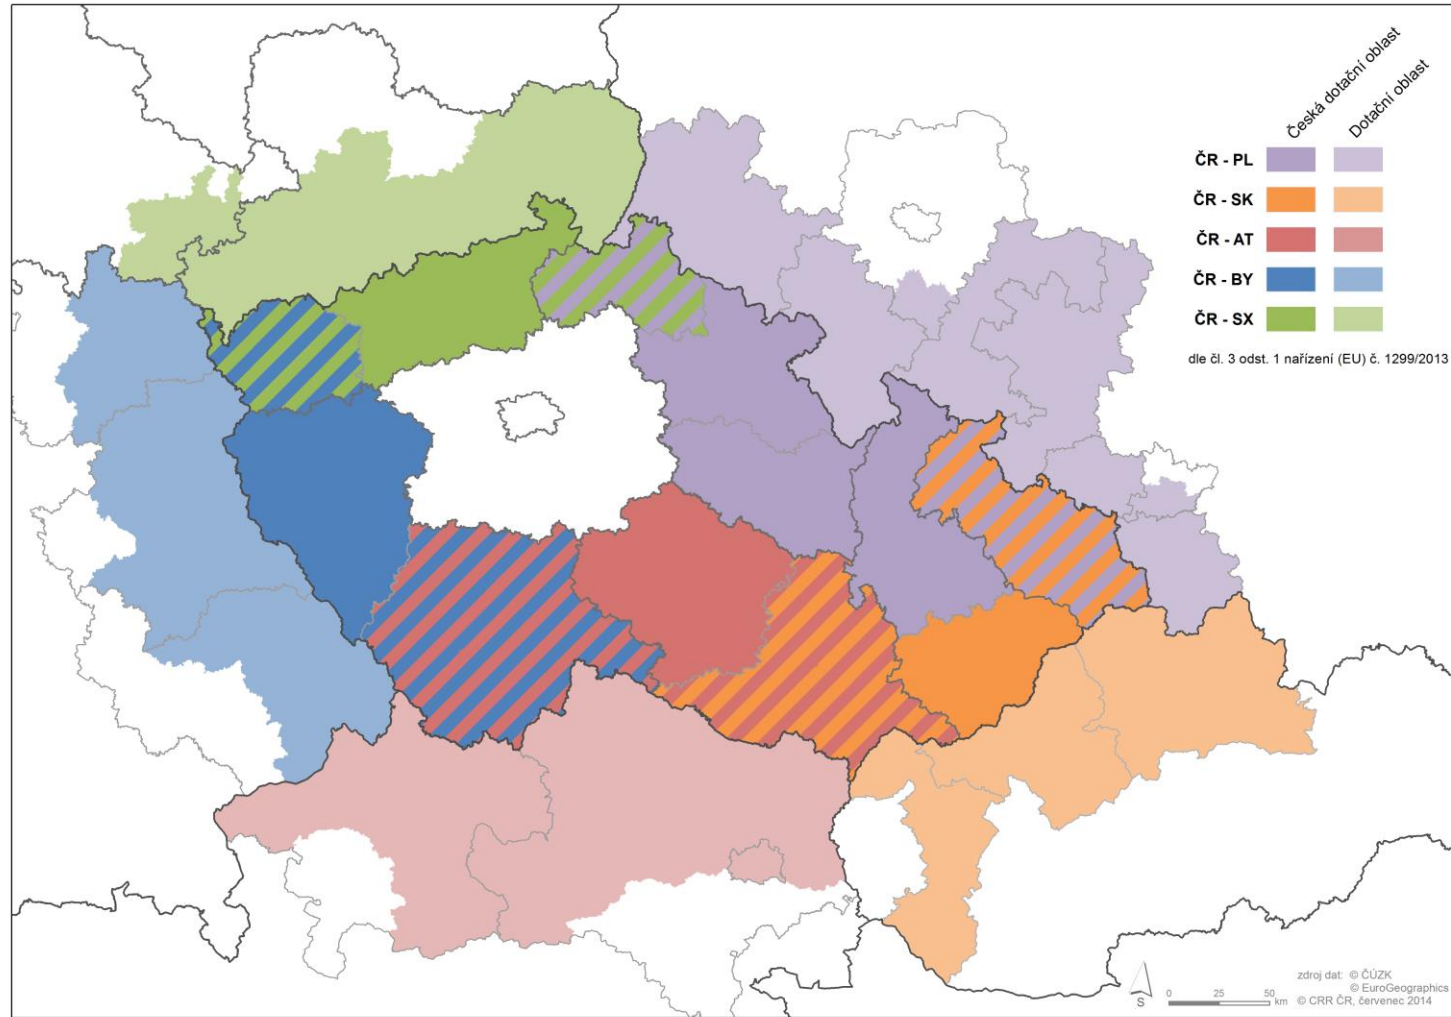 Česká dotační oblast
Dotační oblast
ČR - PL
ČR - SK
ČR - AT
ČR - BY
ČR - SX
dle čl. 3 odst. 1 nařízení (EU) č. 1299/2013
S
0 25 50 km
zdroj dat: © ČÚZK
© EuroGeographics
© CRR ČR, červenec 2014